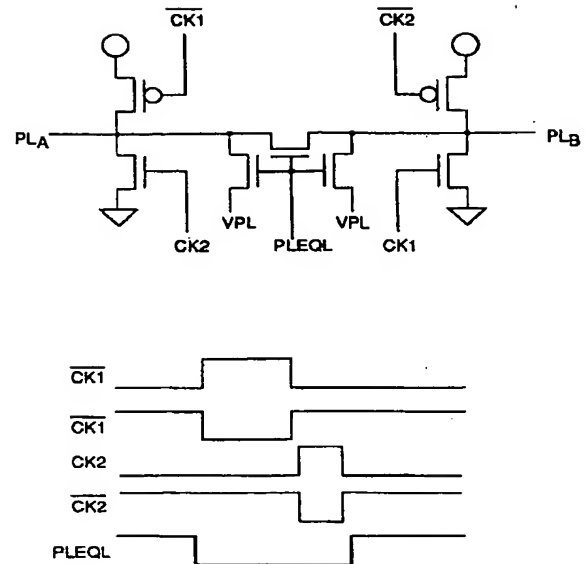 CK1 CK2
PLA PLB
VPL VPL
CK2 PLEQL CK1
CK1
CK1
CK2
CK2
PLEQL